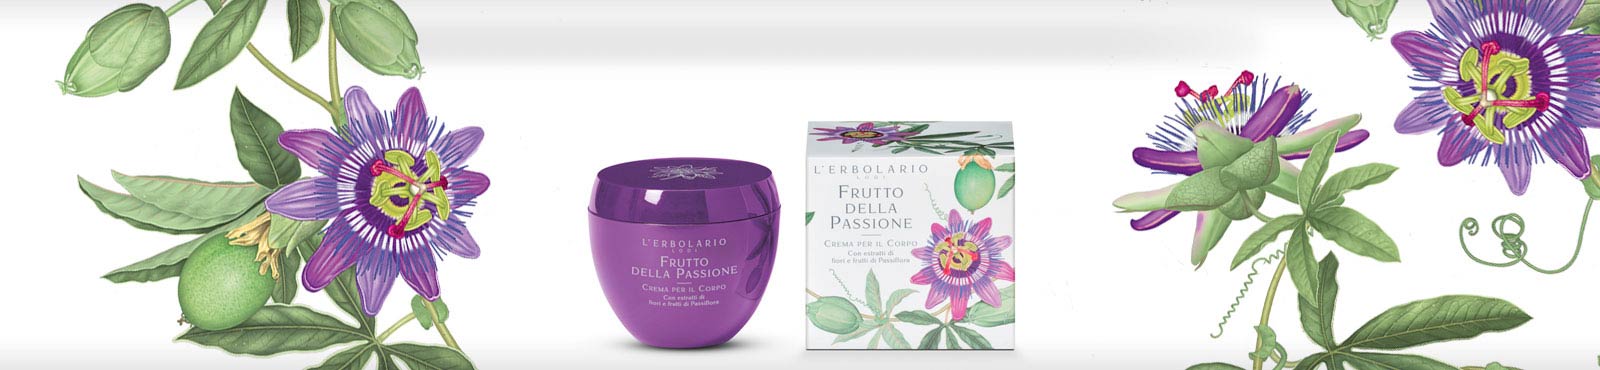 L'ERBOLARIO
LODI
FRUTTO
DELLA PASSIONE
CREMA PER IL CORPO
Con estratti di
fiori e frutti di Passiflora
L'ERBOLARIO
LODI
FRUTTO
DELLA
PASSIONE
CREMA PER IL CORPO
Con estratti di
fiori e frutti di Passiflora